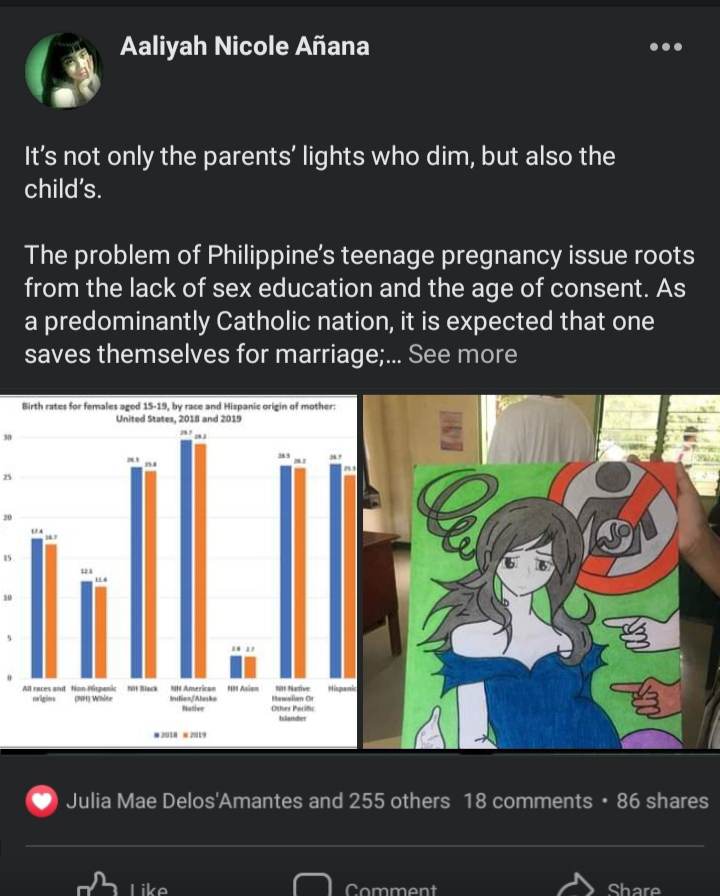 Aaliyah Nicole Añana
It's not only the parents' lights who dim, but also the
child's.
The problem of Philippine's teenage pregnancy issue roots
from the lack of sex education and the age of consent. As
a predominantly Catholic nation, it is expected that one
saves themselves for marriage;... See more
Birth rates for females aged 15-19, by race and Hispanic origin of mother:
United States, 2018 and 2019
30
25
20
15
10
5
0
17.4
16.7
12.1
11.4
26.3
25.8
29.7
29.2
2.8 2.7
26.5
26.2
26.7
25.3
All races and
origins
Non-Hispanic
(NH) White
NH Black
NH American
Indian/Alaska
Native
NH Asian
NH Native
Hawaiian Or
Other Pacific
Islander
Hispanic
2018 2019
Julia Mae Delos'Amantes and 255 others 18 comments • 86 shares
Like Comment Share